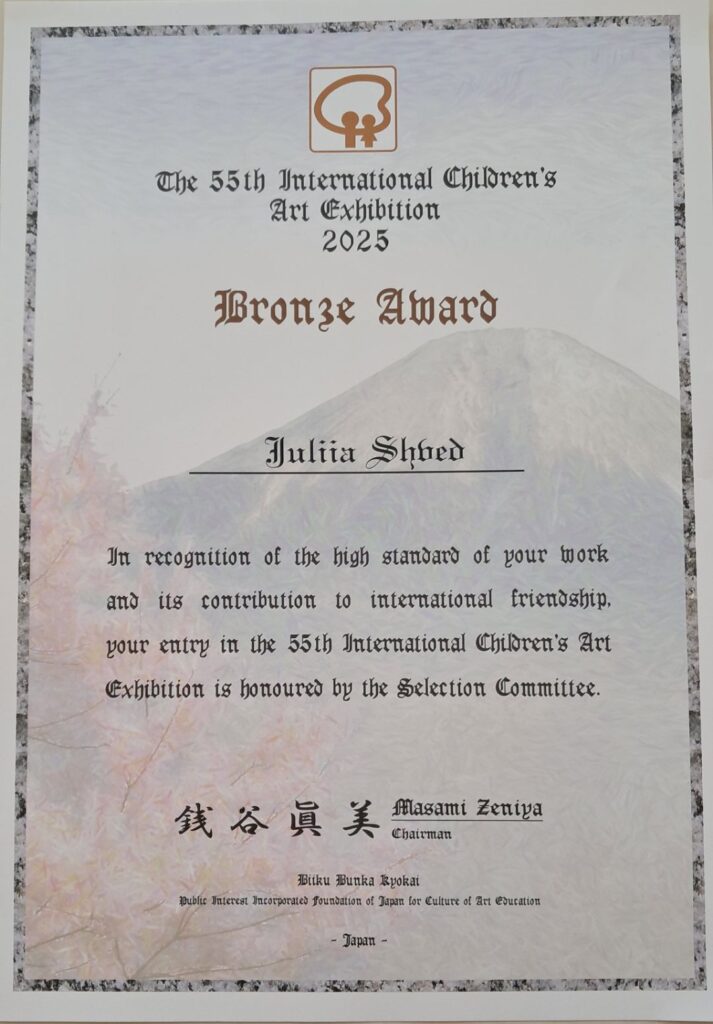 The 55th International Children's
Art Exhibition
2025
Bronze Award
Iuliia Shved
In recognition of the high standard of your work
and its contribution to international friendship,
your entry in the 55th International Children's Art
Exhibition is honoured by the Selection Committee.
銭谷眞美 Masami Zeniya
Chairman
Biiku Bunka Kyokai
Public Interest Incorporated Foundation of Japan for Culture of Art Education
- Japan -